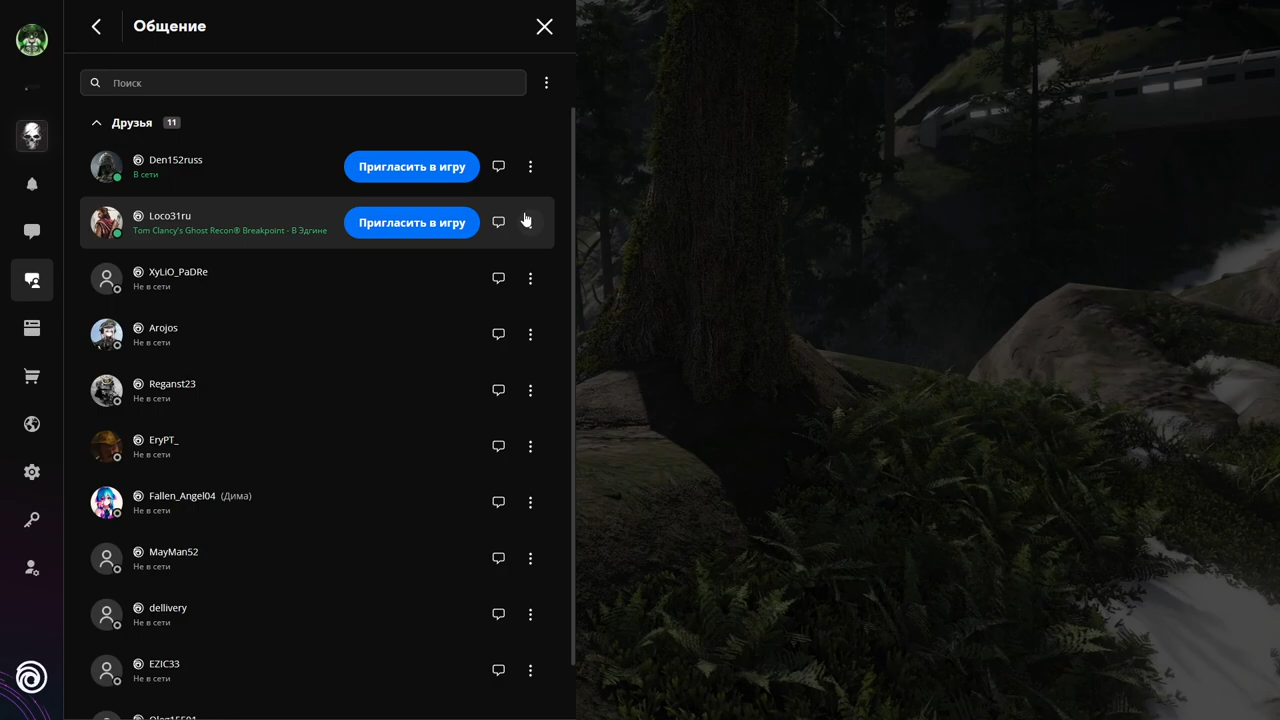 Общение
Поиск
Друзья 11
Den152russ
В сети
Пригласить в игру
Loco31ru
Tom Clancy's Ghost Recon® Breakpoint - В Эдгине
Пригласить в игру
XyLiO_PaDRe
Не в сети
Arojos
Не в сети
Reganst23
Не в сети
EryPT_
Не в сети
Fallen_Angel04 (Дима)
Не в сети
MayMan52
Не в сети
dellivery
Не в сети
EZIC33
Не в сети